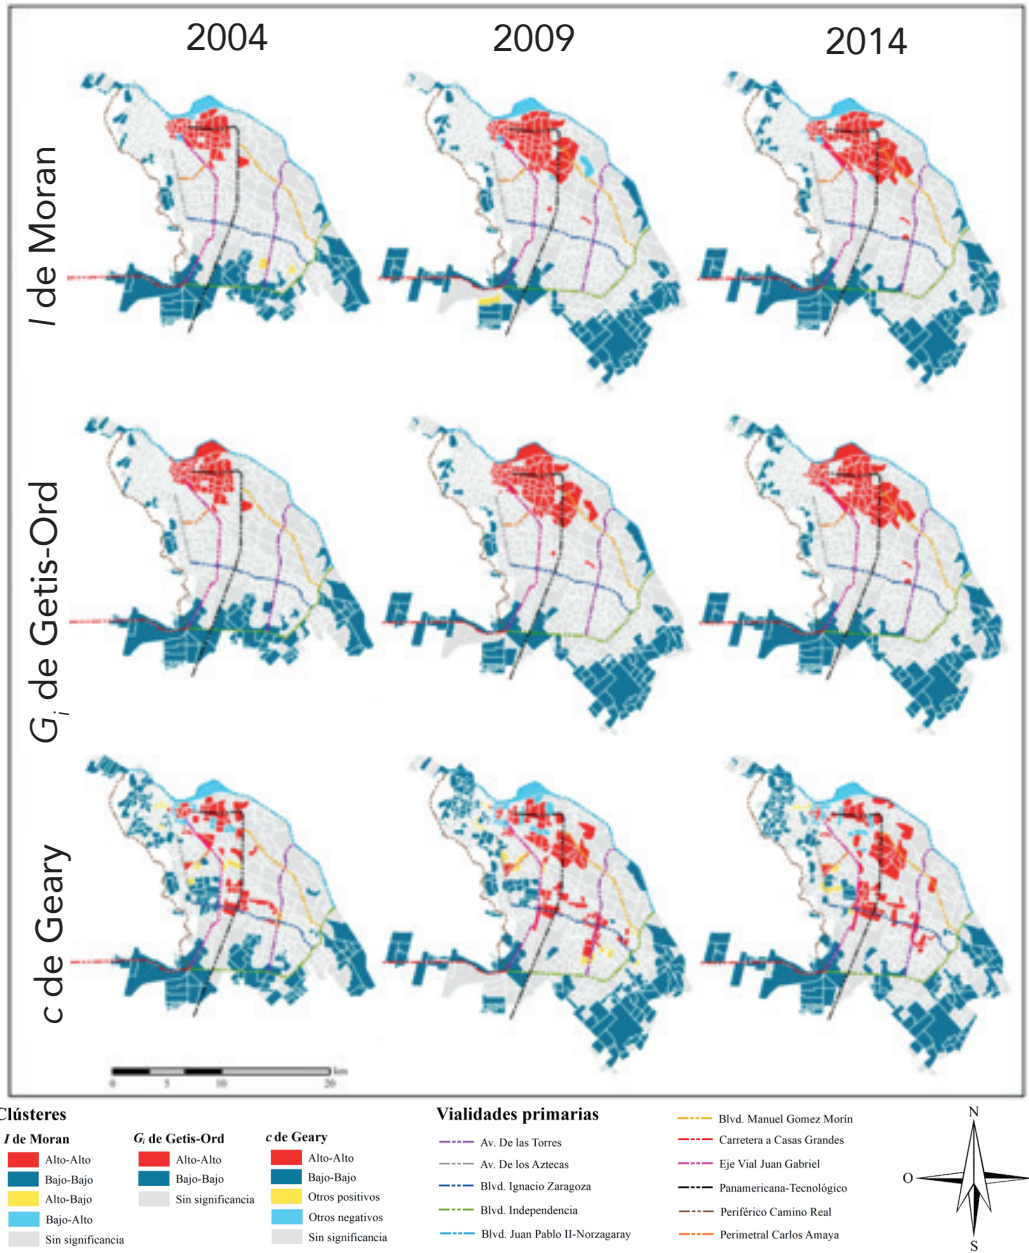 2004 2009 2014
I de Moran
Gi de Getis-Ord
c de Geary
0 5 10 20 km
Clústeres
I de Moran
Alto-Alto
Bajo-Bajo
Alto-Bajo
Bajo-Alto
Sin significancia
Gi de Getis-Ord
Alto-Alto
Bajo-Bajo
Sin significancia
c de Geary
Alto-Alto
Bajo-Bajo
Otros positivos
Otros negativos
Sin significancia
Vialidades primarias
Av. De las Torres
Av. De los Aztecas
Blvd. Ignacio Zaragoza
Blvd. Independencia
Blvd. Juan Pablo II-Norzagaray
Blvd. Manuel Gomez Morín
Carretera a Casas Grandes
Eje Vial Juan Gabriel
Panamericana-Tecnológico
Periférico Camino Real
Perimetral Carlos Amaya
N
O
S